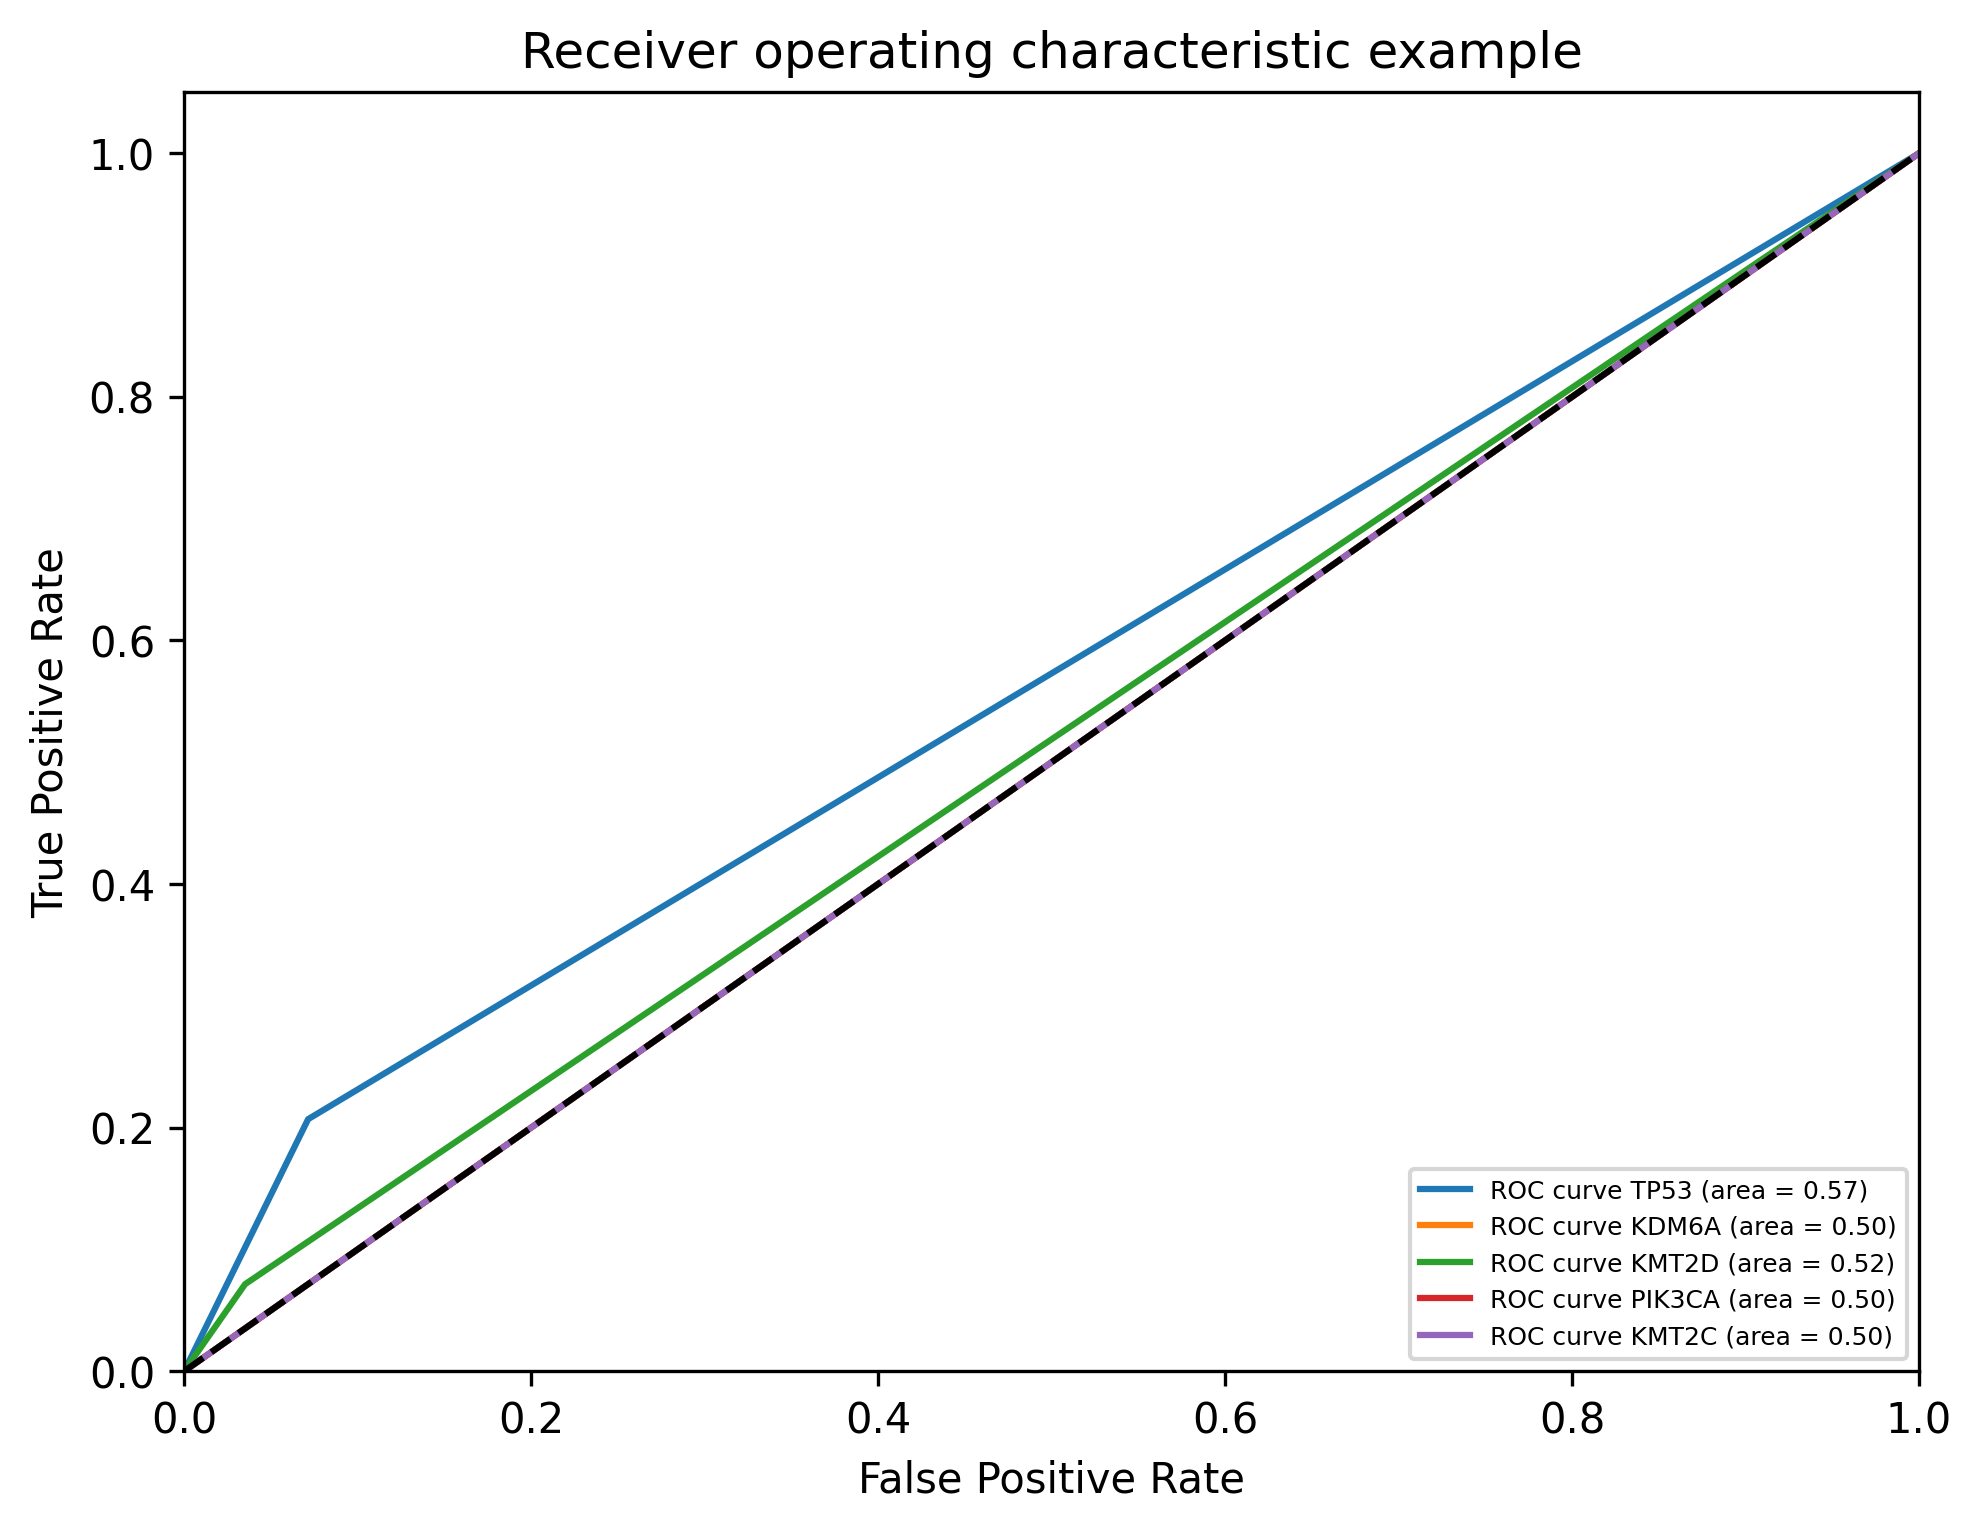 Receiver operating characteristic example
True Positive Rate
1.0
0.8
0.6
0.4
0.2
0.0
ROC curve TP53 (area = 0.57)
ROC curve KDM6A (area = 0.50)
ROC curve KMT2D (area = 0.52)
ROC curve PIK3CA (area = 0.50)
ROC curve KMT2C (area = 0.50)
0.0 0.2 0.4 0.6 0.8 1.0
False Positive Rate